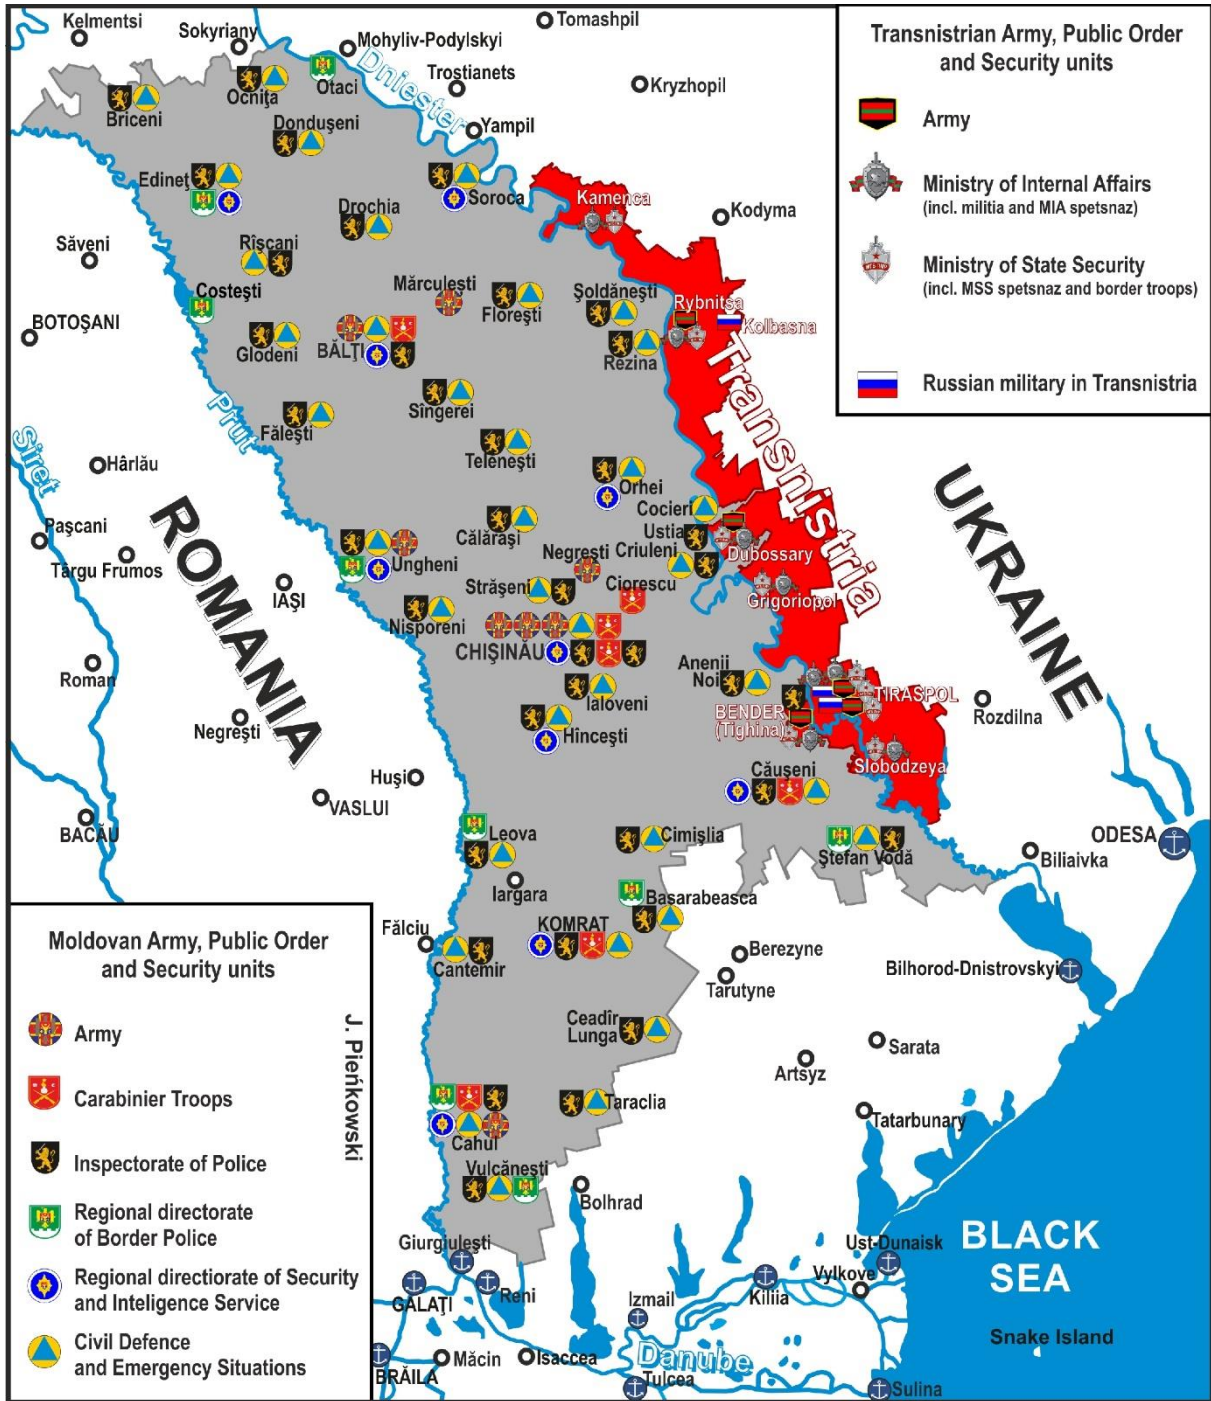 Kelmentsi
Sokyriany
Mohyliv-Podylskyi
Tomashpil
Trostianets
Kryzhopil
Dniester
Yampil
Otaci
Ocniţa
Briceni
Donduşeni
Edineţ
Soroca
Drochia
Kamenca
Kodyma
Săveni
Rîşcani
Costeşti
Mărculeşti
Floreşti
Şoldăneşti
Rybnitsa
Kolbasna
BOTOŞANI
Glodeni
BĂLŢI
Rezina
Transnistria
Prut
Sîngerei
Făleşti
Siret
Hârlău
Teleneşti
Orhei
Cocieri
Ustia
Criuleni
Dubossary
UKRAINE
ROMANIA
Paşcani
Târgu Frumos
IAŞI
Ungheni
Călăraşi
Negreşti
Ciorescu
Străşeni
Grigoriopol
Nisporeni
CHIŞINĂU
Roman
Negreşti
Ialoveni
Anenii
Noi
BENDER
(Tighina)
TIRASPOL
Rozdilna
Hînceşti
Slobodzeya
Huşi
VASLUI
Căuşeni
BACĂU
Leova
Cimişlia
Ştefan Vodă
Biliaivka
ODESA
Iargara
Basarabeasca
Fălciu
KOMRAT
Cantemir
Berezyne
Tarutyne
Bilhorod-Dnistrovskyi
Ceadîr
Lunga
Sarata
Artsyz
Taraclia
Tatarbunary
Cahul
Vulcăneşti
Bolhrad
Giurgiuleşti
GALAŢI
Reni
Izmail
Kiliia
Vylkove
Ust-Dunaisk
BLACK
SEA
Snake Island
BRĂILA
Măcin
Isaccea
Danube
Tulcea
Sulina
Transnistrian Army, Public Order
and Security units
Army
Ministry of Internal Affairs
(incl. militia and MIA spetsnaz)
Ministry of State Security
(incl. MSS spetsnaz and border troops)
Russian military in Transnistria
Moldovan Army, Public Order
and Security units
Army
Carabinier Troops
Inspectorate of Police
Regional directorate
of Border Police
Regional directiorate of Security
and Inteligence Service
Civil Defence
and Emergency Situations
J. Pieńkowski